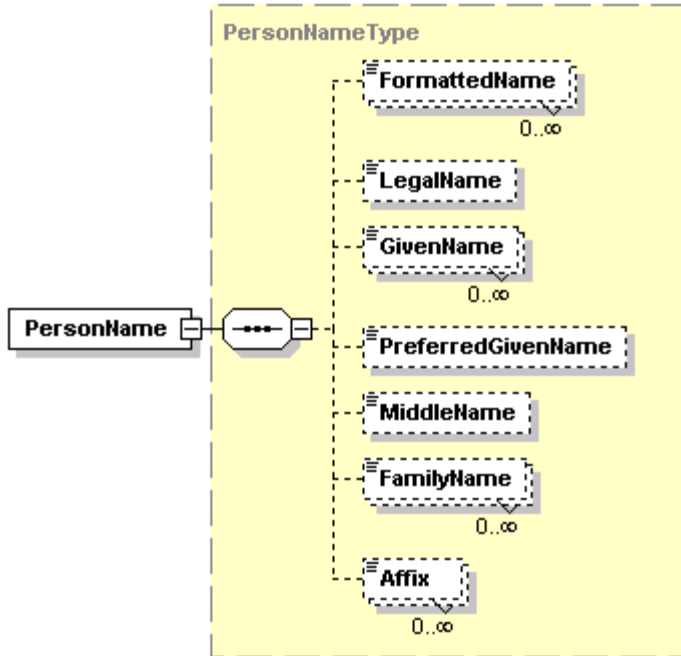 PersonNameType
FormattedName
0..∞
LegalName
GivenName
0..∞
PersonName
PreferredGivenName
MiddleName
FamilyName
0..∞
Affix
0..∞